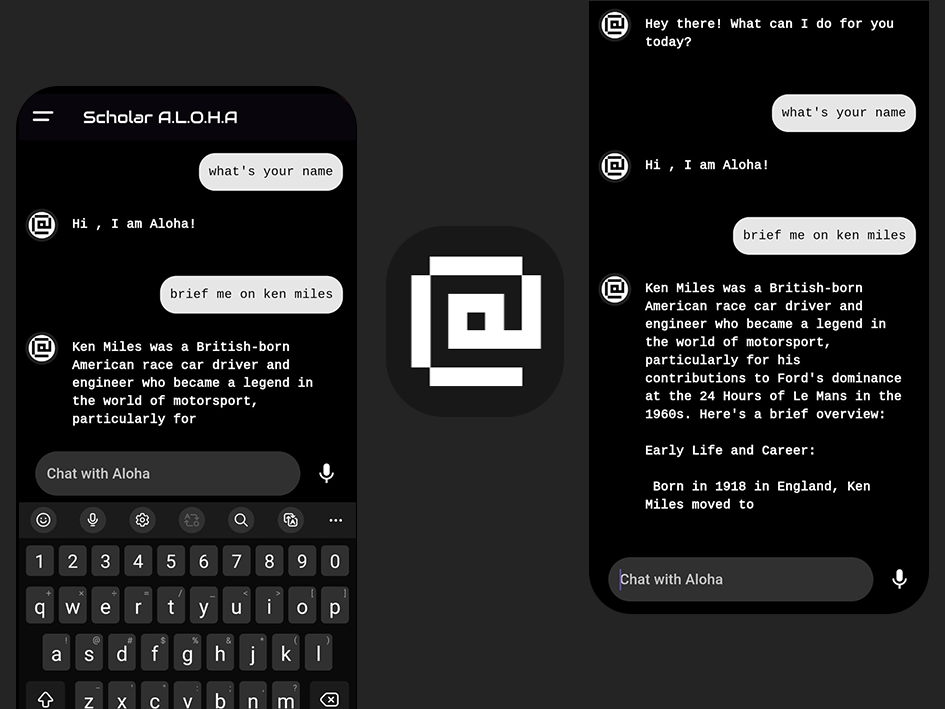 Scholar A.L.O.H.A
what's your name
Hi , I am Aloha!
brief me on ken miles
Ken Miles was a British-born
American race car driver and
engineer who became a legend in
the world of motorsport,
particularly for
Chat with Aloha
1 2 3 4 5 6 7 8 9 0
+ × ÷ = / _ < > [ ]
q w e r t y u i o p
! @ # $ % & * ( )
a s d f g h j k l
- ' " : ; , ?
z x c v b n m
Hey there! What can I do for you
today?
what's your name
Hi , I am Aloha!
brief me on ken miles
Ken Miles was a British-born
American race car driver and
engineer who became a legend in
the world of motorsport,
particularly for his
contributions to Ford's dominance
at the 24 Hours of Le Mans in the
1960s. Here's a brief overview:
Early Life and Career:
Born in 1918 in England, Ken
Miles moved to
Chat with Aloha